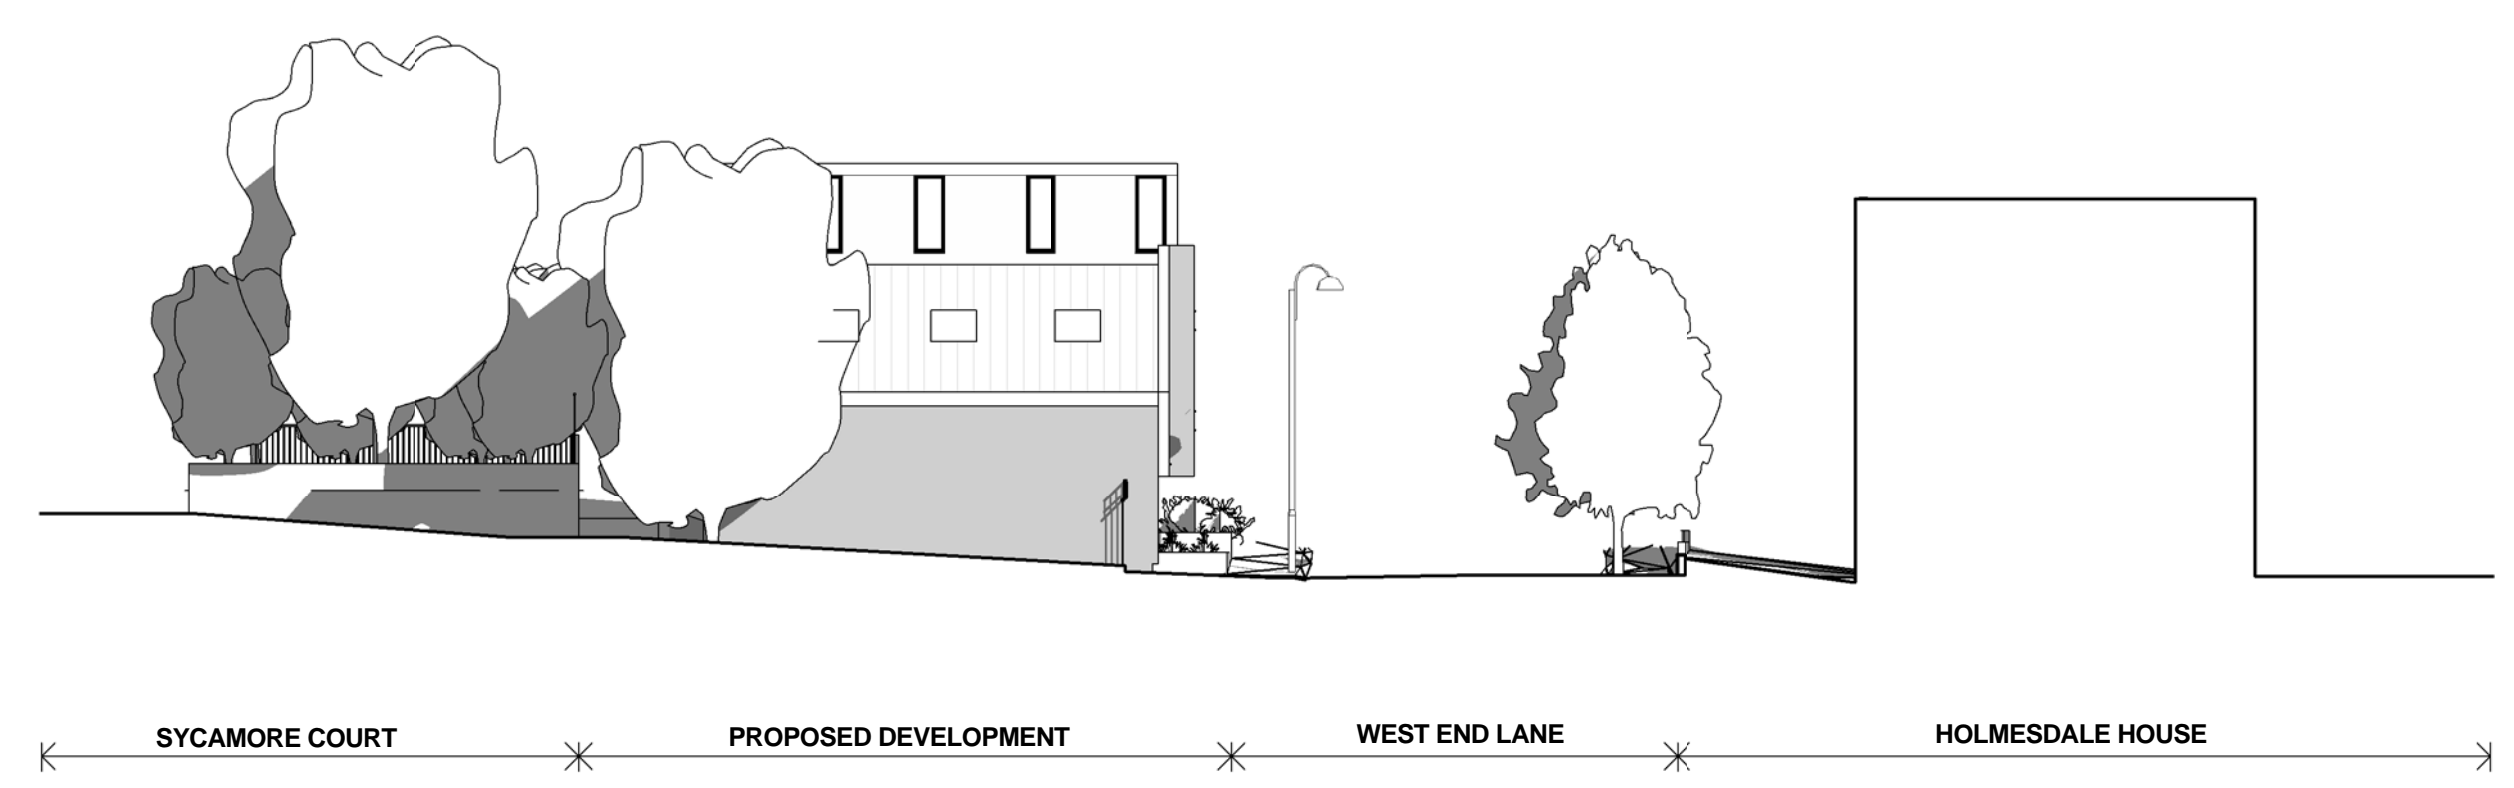 SYCAMORE COURT
PROPOSED DEVELOPMENT
WEST END LANE
HOLMESDALE HOUSE